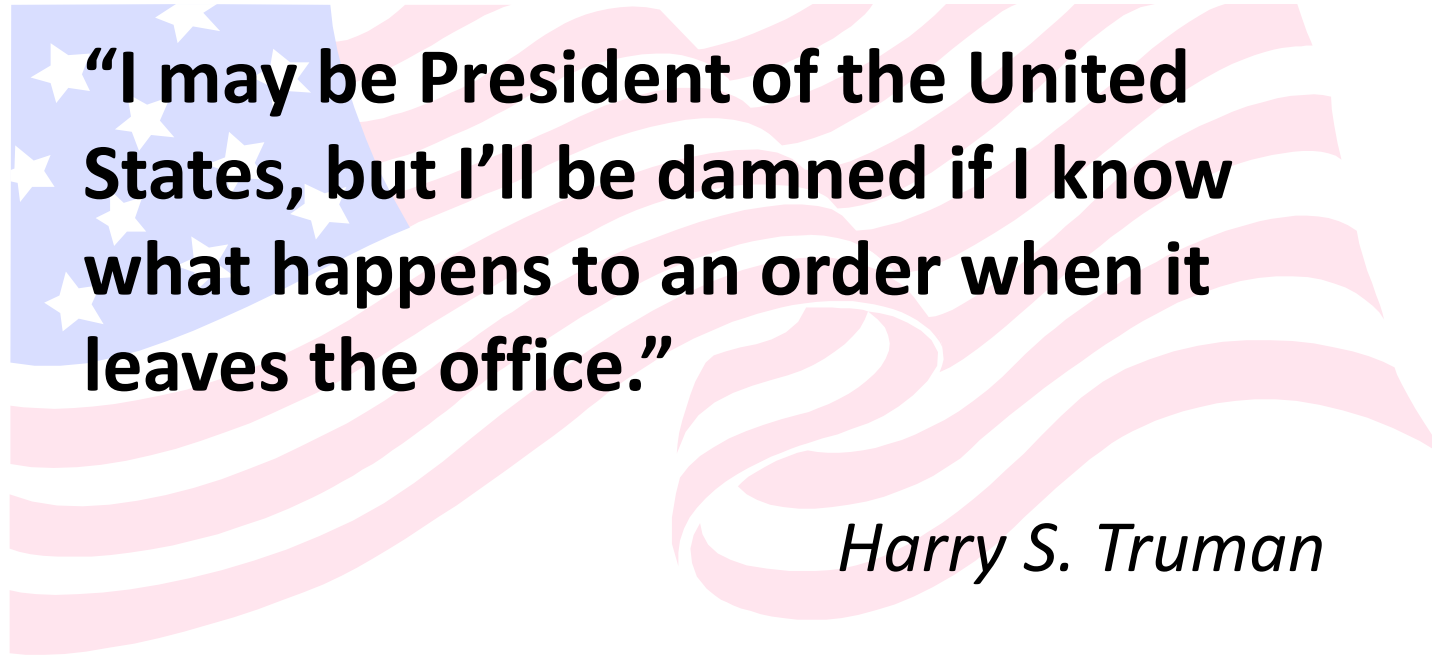 “I may be President of the United
States, but I’ll be damned if I know
what happens to an order when it
leaves the office.”
Harry S. Truman